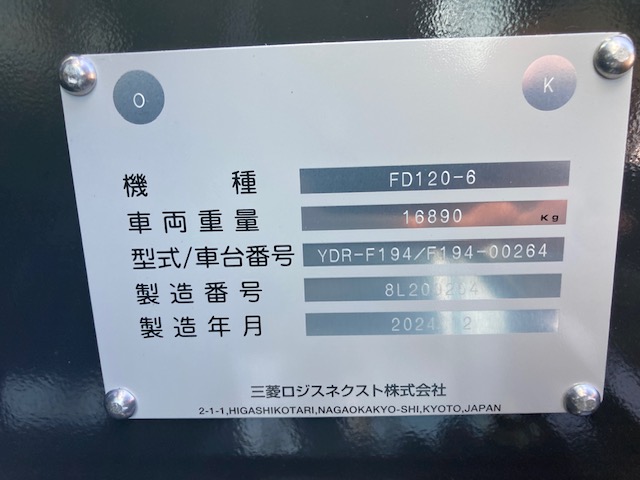 O K
機種 FD120-6
車両重量 16890 Kg
型式/車台番号 YDR-F194/F194-00264
製造番号
製造年月
三菱ロジスネクスト株式会社
2-1-1,HIGASHIKOTARI,NAGAOKAKYO-SHI,KYOTO,JAPAN